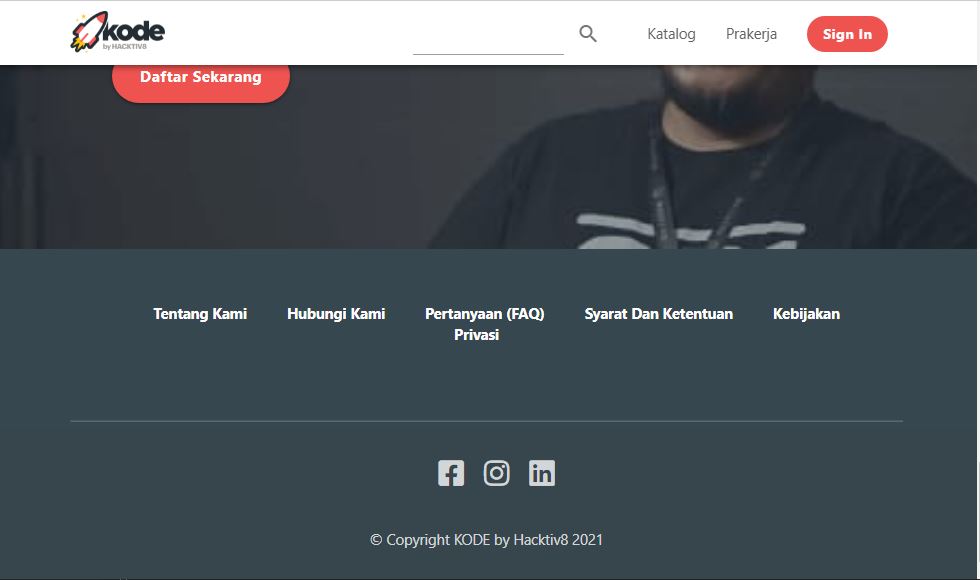 kode
by HACKTIV8
Katalog
Prakerja
Sign In
Daftar Sekarang
Tentang Kami
Hubungi Kami
Pertanyaan (FAQ)
Syarat Dan Ketentuan
Kebijakan
Privasi
© Copyright KODE by Hacktiv8 2021